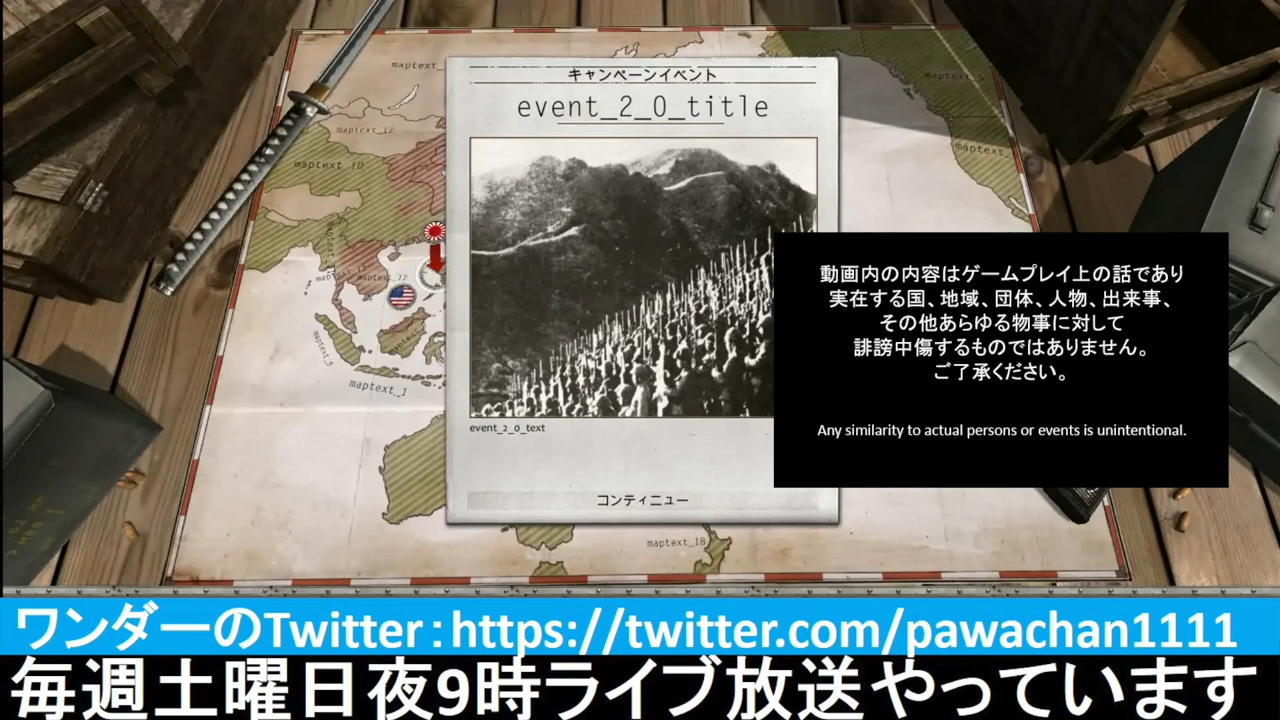 maptext_
キャンペーンイベント
event_2_0_title
maptext_5
maptext_17
maptext_
maptext_10
動画内の内容はゲームプレイ上の話であり
実在する国、地域、団体、人物、出来事、
その他あらゆる物事に対して
誹謗中傷するものではありません。
ご了承ください。
maptext_12
maptext_1
event_2_0_text
Any similarity to actual persons or events is unintentional.
コンティニュー
maptext_18
ワンダーのTwitter：https://twitter.com/pawachan1111
毎週土曜日夜9時ライブ放送やっています